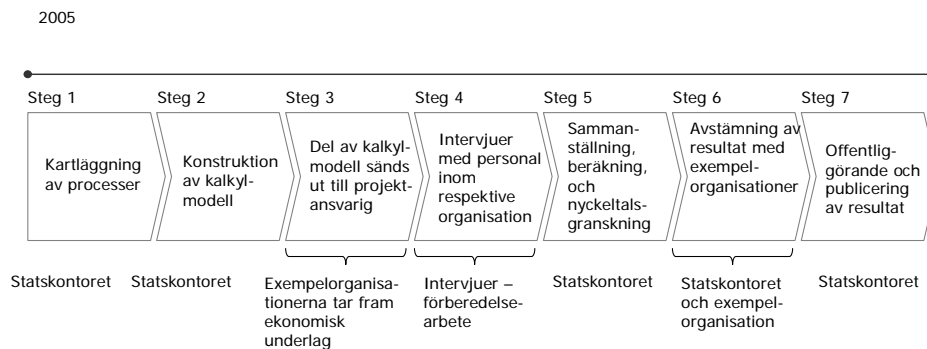 2005
Steg 1
Steg 2
Steg 3
Steg 4
Steg 5
Steg 6
Steg 7
Kartläggning
av processer
Konstruktion
av kalkyl-
modell
Del av kalkyl-
modell sänds
ut till projekt-
ansvarig
Intervjuer
med personal
inom
respektive
organisation
Samman-
ställning,
beräkning,
och
nyckeltals-
granskning
Avstämning av
resultat med
exempel-
organisationer
Offentlig-
görande och
publicering
av resultat
Statskontoret
Statskontoret
Exempelorganisa-
tionerna tar fram
ekonomisk
underlag
Intervjuer –
förberedelse-
arbete
Statskontoret
Statskontoret
och exempel-
organisation
Statskontoret